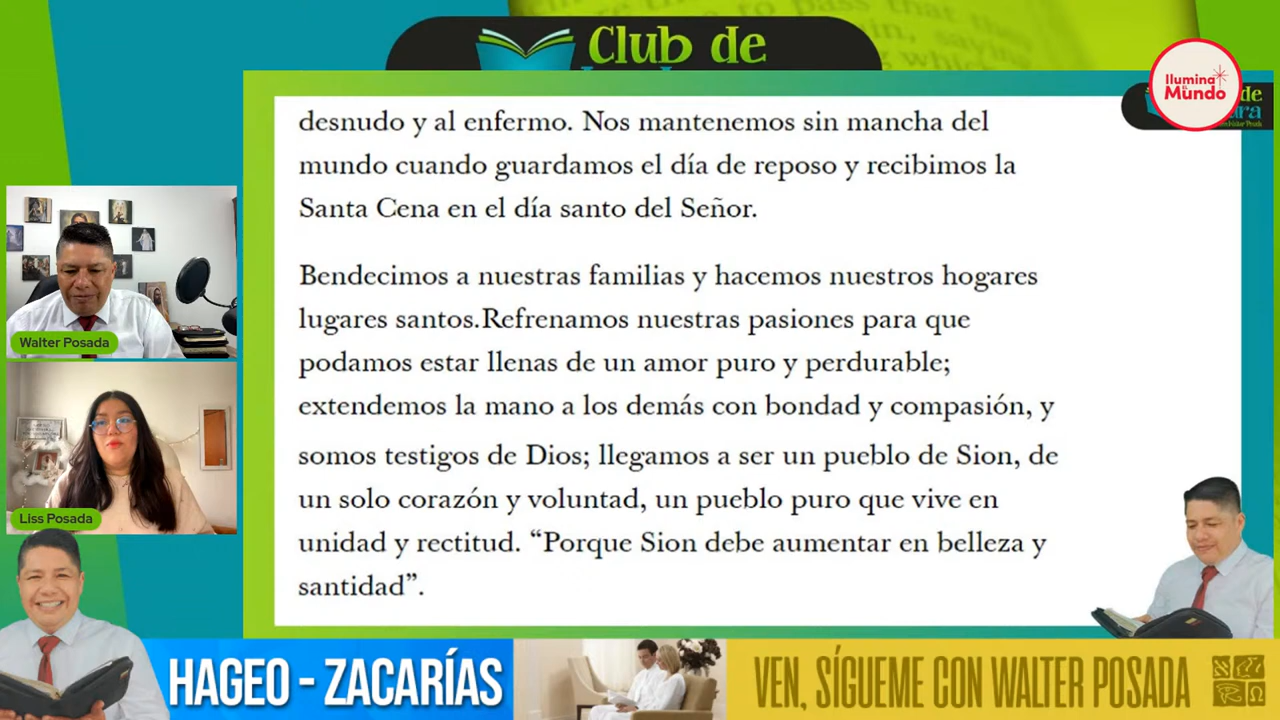 Club de
Ilumina
EL
Mundo
de
desnudo y al enfermo. Nos mantenemos sin mancha del
mundo cuando guardamos el día de reposo y recibimos la
Santa Cena en el día santo del Señor.
Bendecimos a nuestras familias y hacemos nuestros hogares
lugares santos.Refrenamos nuestras pasiones para que
podamos estar llenas de un amor puro y perdurable;
extendemos la mano a los demás con bondad y compasión, y
somos testigos de Dios; llegamos a ser un pueblo de Sion, de
un solo corazón y voluntad, un pueblo puro que vive en
unidad y rectitud. “Porque Sion debe aumentar en belleza y
santidad”.
Walter Posada
Liss Posada
HAGEO - ZACARÍAS
VEN, SÍGUEME CON WALTER POSADA